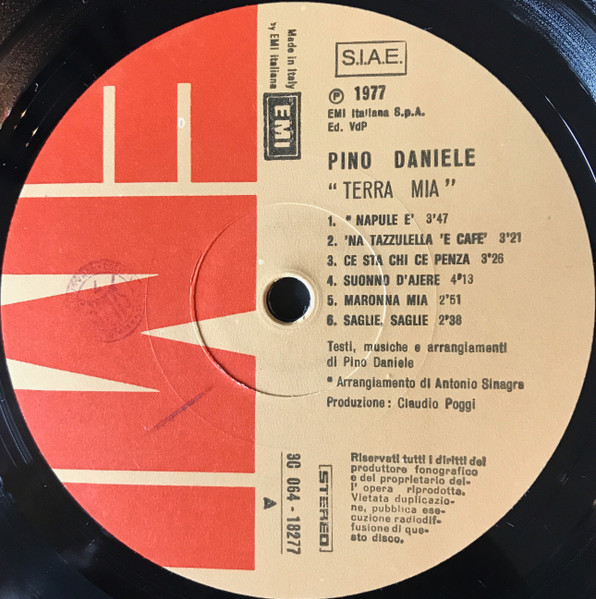 S.I.A.E.
℗ 1977
EMI Italiana S.p.A.
Ed. VdP
Made in Italy
by EMI Italiana
EMI
PINO DANIELE
"TERRA MIA"
1. * NAPULE E' 3'47
2. 'NA TAZZULELLA 'E CAFE' 3'21
3. CE STA CHI CE PENZA 3'26
4. SUONNO D'AJERE 4'13
5. MARONNA MIA 2'51
6. SAGLIE, SAGLIE 2'38
Testi, musiche e arrangiamenti
di Pino Daniele
* Arrangiamento di Antonio Sinagra
Produzione: Claudio Poggi
3C 064 - 18277
A
STEREO
Riservati tutti i diritti del
produttore fonografico
e del proprietario del-
l' opera riprodotta.
Vietata duplicazio-
ne, pubblica ese-
cuzione radiodif-
fusione di que-
sto disco.
EMI